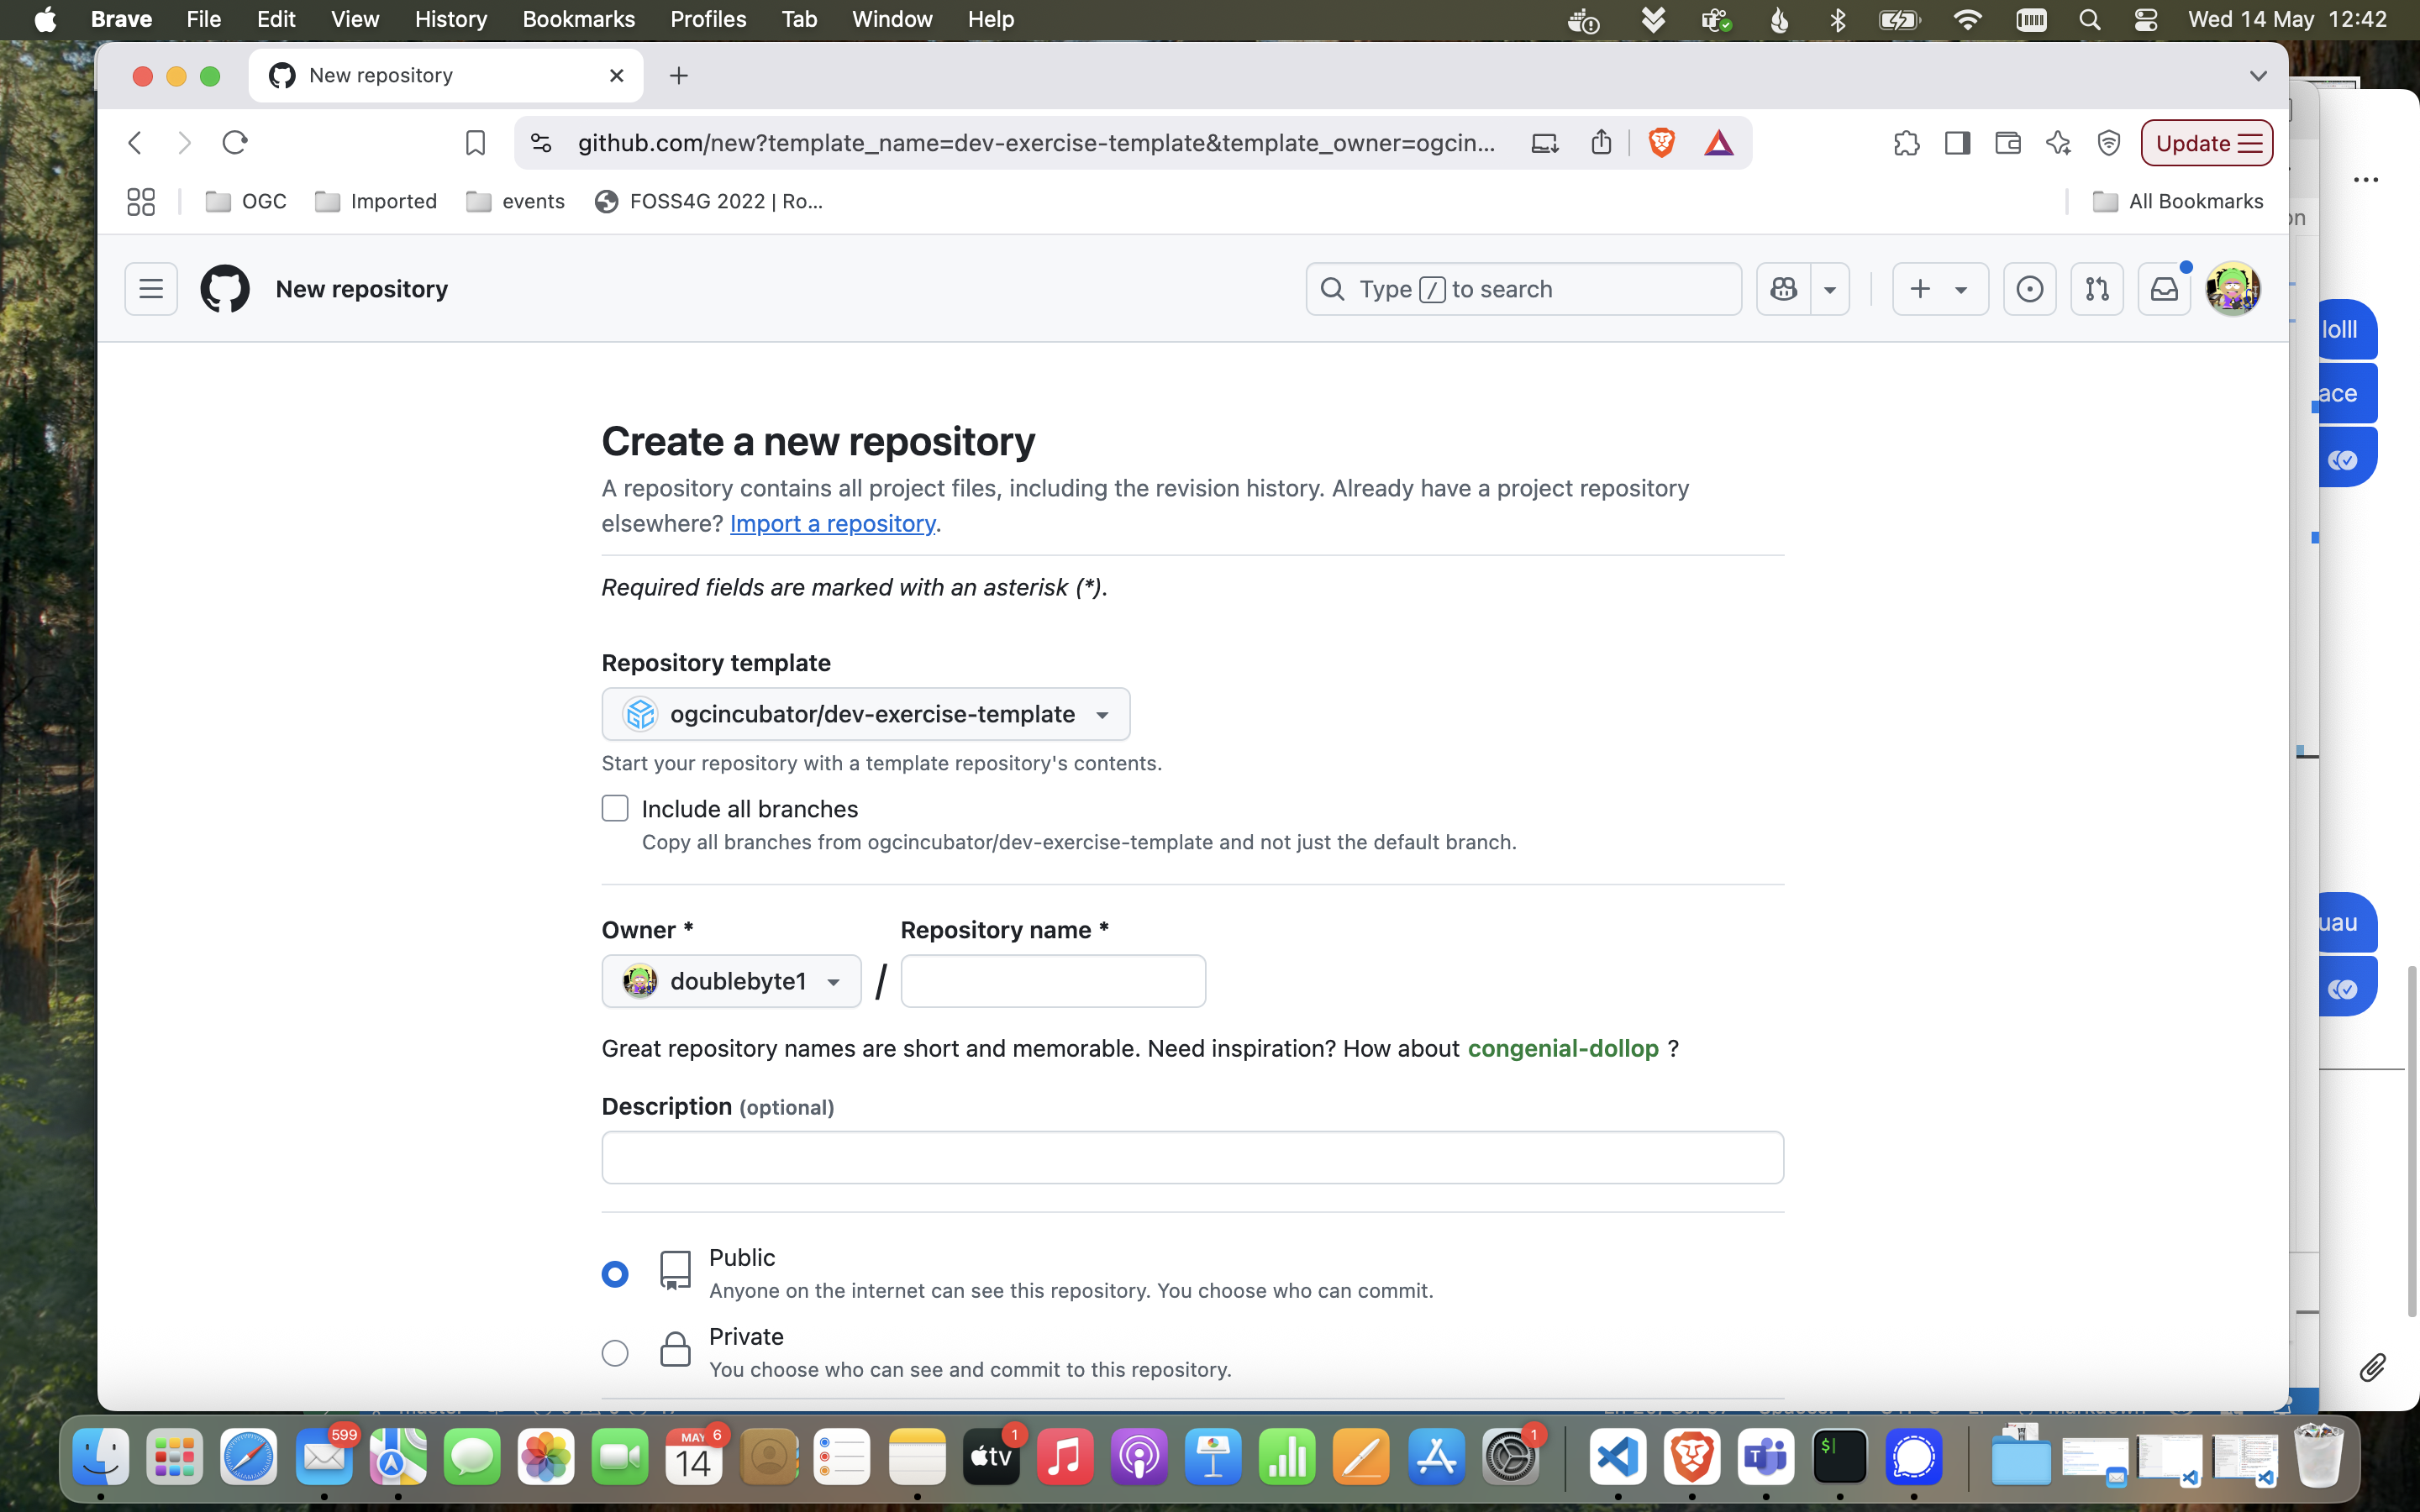 Brave File Edit View History Bookmarks Profiles Tab Window Help Wed 14 May 12:42
New repository
github.com/new?template_name=dev-exercise-template&template_owner=ogcin... Update
OGC Imported events FOSS4G 2022 | Ro... All Bookmarks
New repository Type / to search
lolll
ace
Create a new repository
A repository contains all project files, including the revision history. Already have a project repository
elsewhere? Import a repository.
Required fields are marked with an asterisk (*).
Repository template
ogcincubator/dev-exercise-template
Start your repository with a template repository's contents.
Include all branches
Copy all branches from ogcincubator/dev-exercise-template and not just the default branch.
Owner * Repository name *
doublebyte1 /
uau
Great repository names are short and memorable. Need inspiration? How about congenial-dollop ?
Description (optional)
Public
Anyone on the internet can see this repository. You choose who can commit.
Private
You choose who can see and commit to this repository.
599 MAY 14 6 tv 1 1